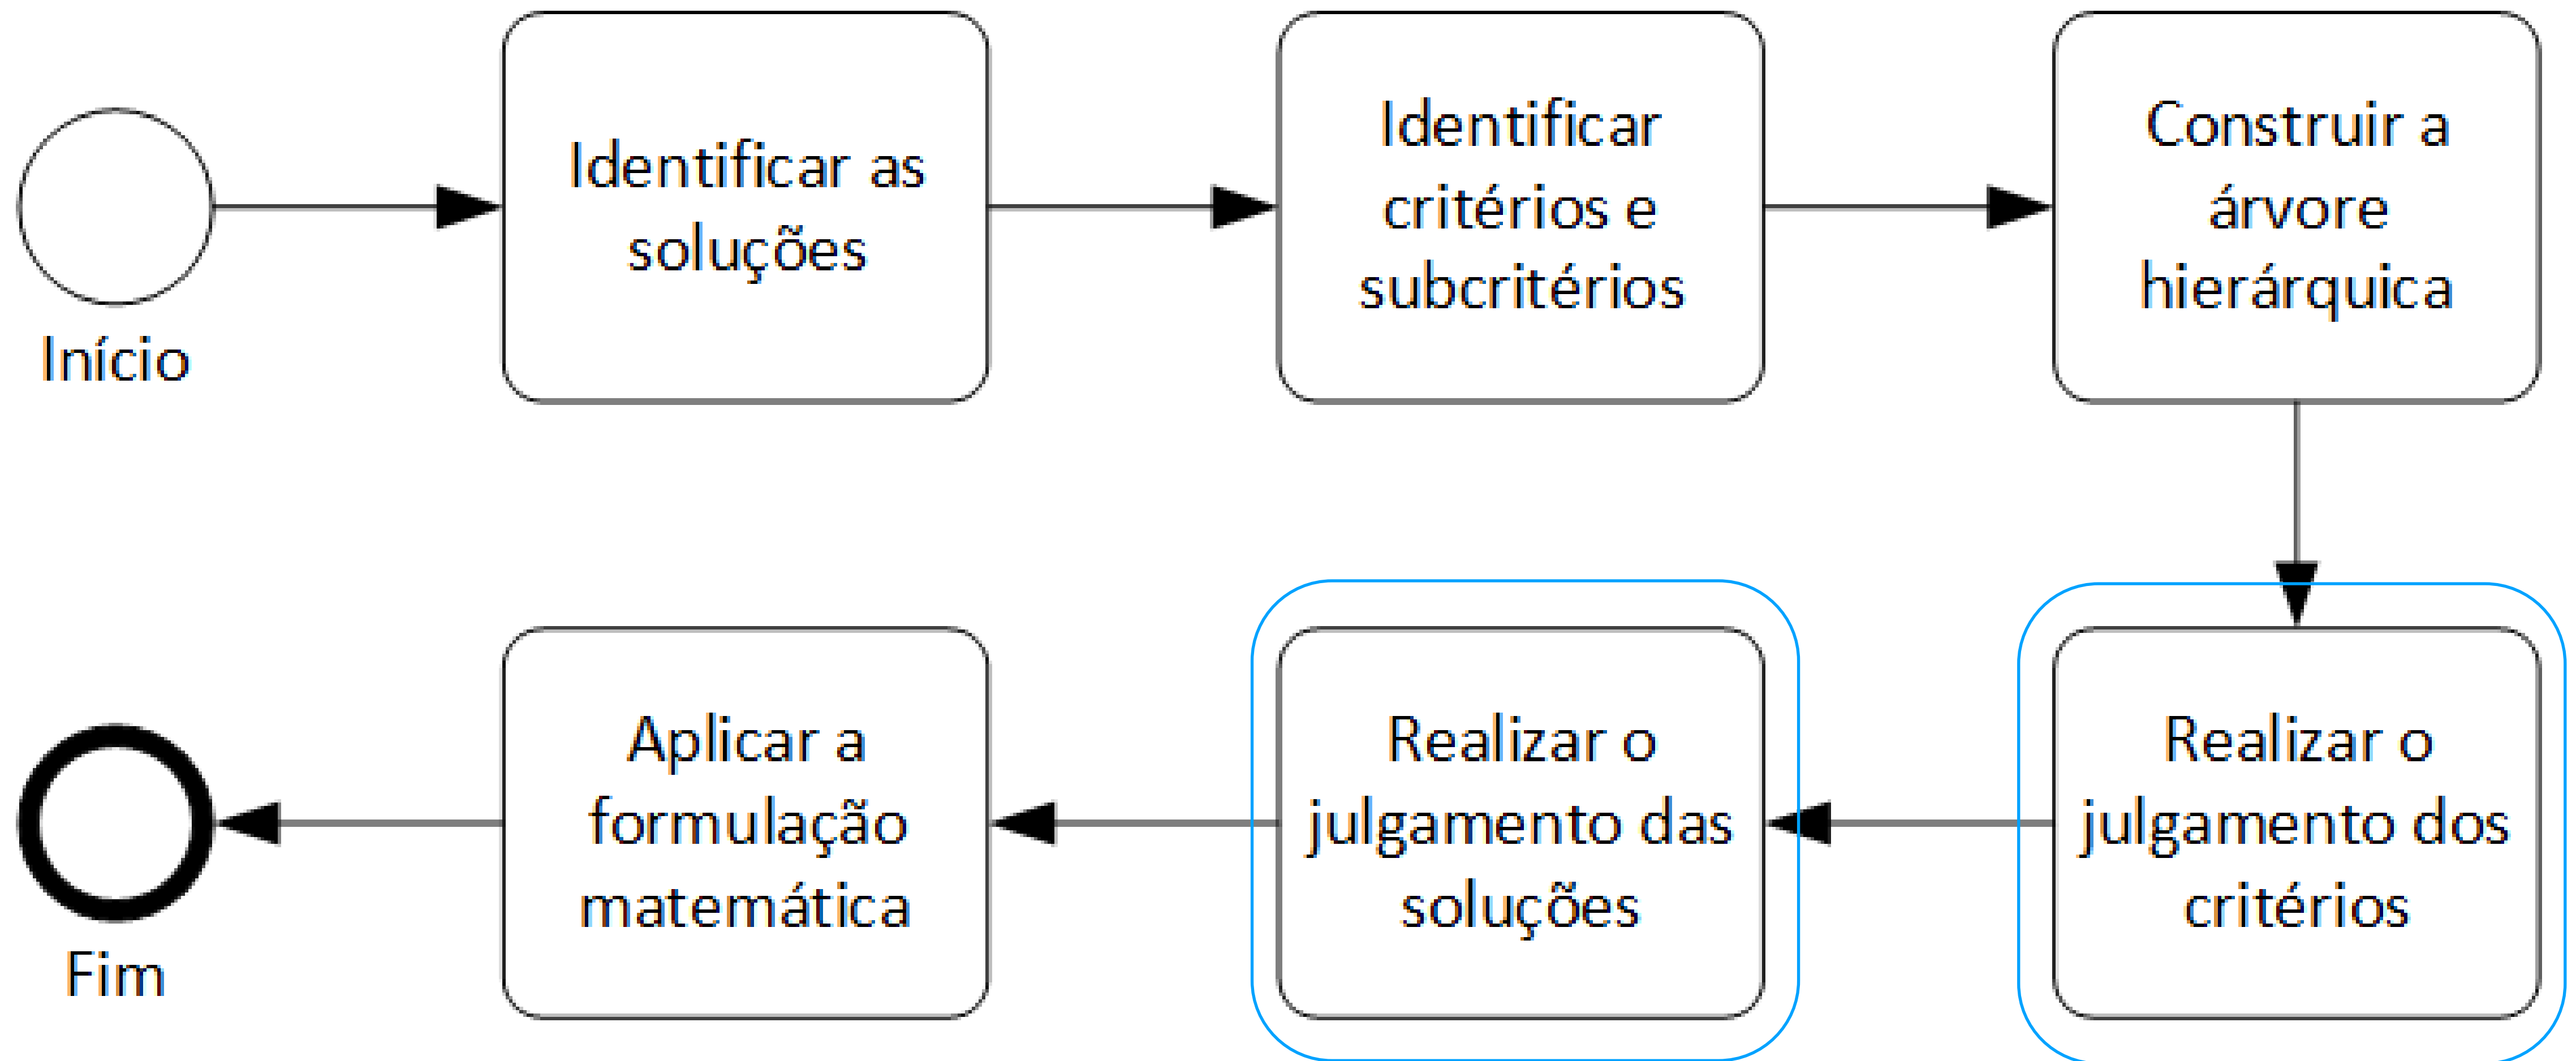 Início
Identificar as
soluções
Identificar
critérios e
subcritérios
Construir a
árvore
hierárquica
Realizar o
julgamento dos
critérios
Realizar o
julgamento das
soluções
Aplicar a
formulação
matemática
Fim